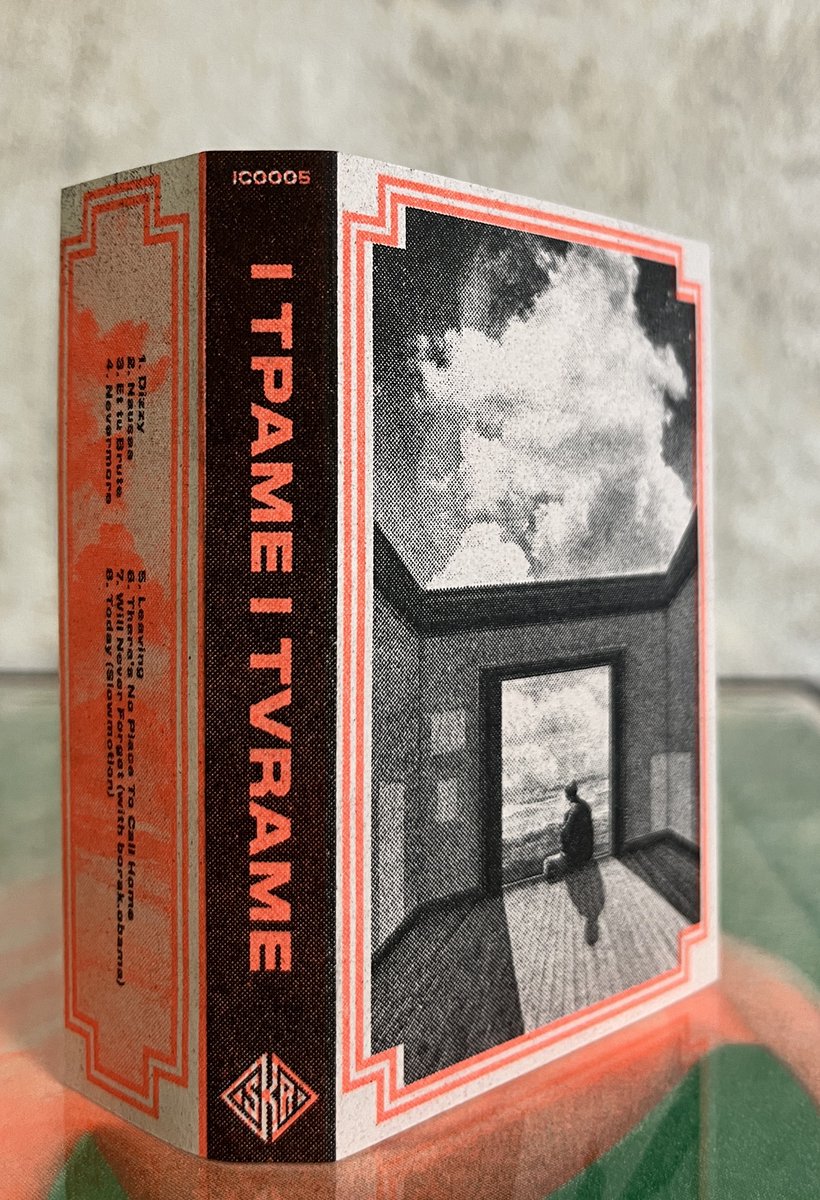 1. Dizzy
2. Nausea
3. Et tu Brute
4. Nevermore
5. Leaving
6. There's No Place To Call Home
7. Will Never Forget (with borak.obama)
8. Today (Slowmotion)
IC0005
I TPAME I TVRAME
SKR